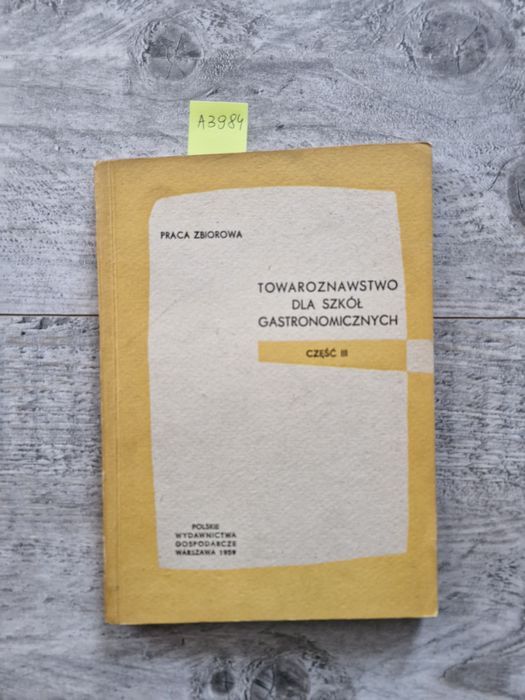 A3984
PRACA ZBIOROWA
TOWAROZNAWSTWO
DLA SZKÓŁ
GASTRONOMICZNYCH
CZĘŚĆ III
POLSKIE
WYDAWNICTWA
GOSPODARCZE
WARSZAWA 1959